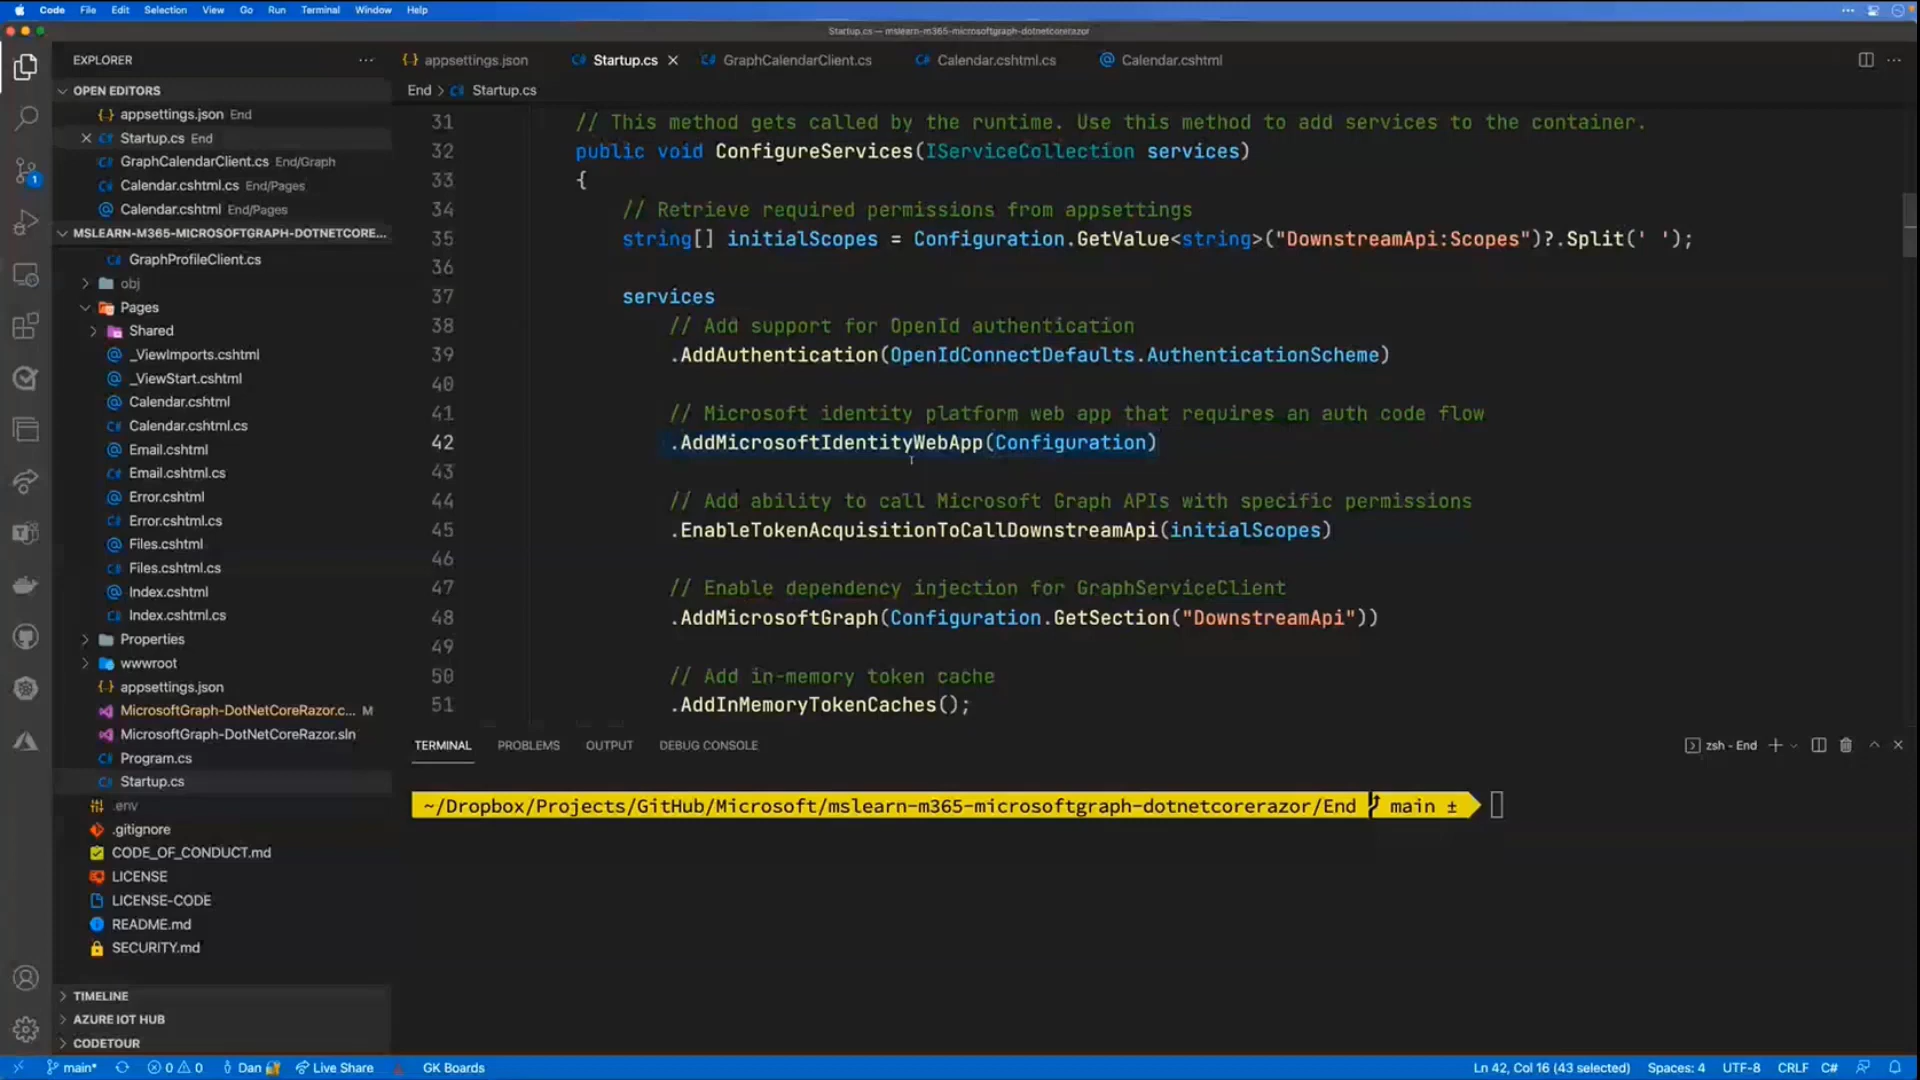 Code File Edit Selection View Go Run Terminal Window Help
Startup.cs — mslearn-m365-microsoftgraph-dotnetcorerazor
EXPLORER
OPEN EDITORS
appsettings.json End
Startup.cs End
GraphCalendarClient.cs End/Graph
Calendar.cshtml.cs End/Pages
Calendar.cshtml End/Pages
MSLEARN-M365-MICROSOFTGRAPH-DOTNETCORE...
GraphProfileClient.cs
obj
Pages
Shared
_ViewImports.cshtml
_ViewStart.cshtml
Calendar.cshtml
Calendar.cshtml.cs
Email.cshtml
Email.cshtml.cs
Error.cshtml
Error.cshtml.cs
Files.cshtml
Files.cshtml.cs
Index.cshtml
Index.cshtml.cs
Properties
wwwroot
appsettings.json
MicrosoftGraph-DotNetCoreRazor.c... M
MicrosoftGraph-DotNetCoreRazor.sln
Program.cs
Startup.cs
.env
.gitignore
CODE_OF_CONDUCT.md
LICENSE
LICENSE-CODE
README.md
SECURITY.md
TIMELINE
AZURE IOT HUB
CODETOUR
1
appsettings.json Startup.cs GraphCalendarClient.cs Calendar.cshtml.cs Calendar.cshtml
End > Startup.cs
31 // This method gets called by the runtime. Use this method to add services to the container.
32 public void ConfigureServices(IServiceCollection services)
33 {
34 // Retrieve required permissions from appsettings
35 string[] initialScopes = Configuration.GetValue<string>("DownstreamApi:Scopes")?.Split(' ');
36
37 services
38 // Add support for OpenId authentication
39 .AddAuthentication(OpenIdConnectDefaults.AuthenticationScheme)
40
41 // Microsoft identity platform web app that requires an auth code flow
42 .AddMicrosoftIdentityWebApp(Configuration)
43
44 // Add ability to call Microsoft Graph APIs with specific permissions
45 .EnableTokenAcquisitionToCallDownstreamApi(initialScopes)
46
47 // Enable dependency injection for GraphServiceClient
48 .AddMicrosoftGraph(Configuration.GetSection("DownstreamApi"))
49
50 // Add in-memory token cache
51 .AddInMemoryTokenCaches();
TERMINAL PROBLEMS OUTPUT DEBUG CONSOLE
zsh - End
~/Dropbox/Projects/GitHub/Microsoft/mslearn-m365-microsoftgraph-dotnetcorerazor/End main ±
main* 0 0 Dan Live Share GK Boards
Ln 42, Col 16 (43 selected) Spaces: 4 UTF-8 CRLF C#